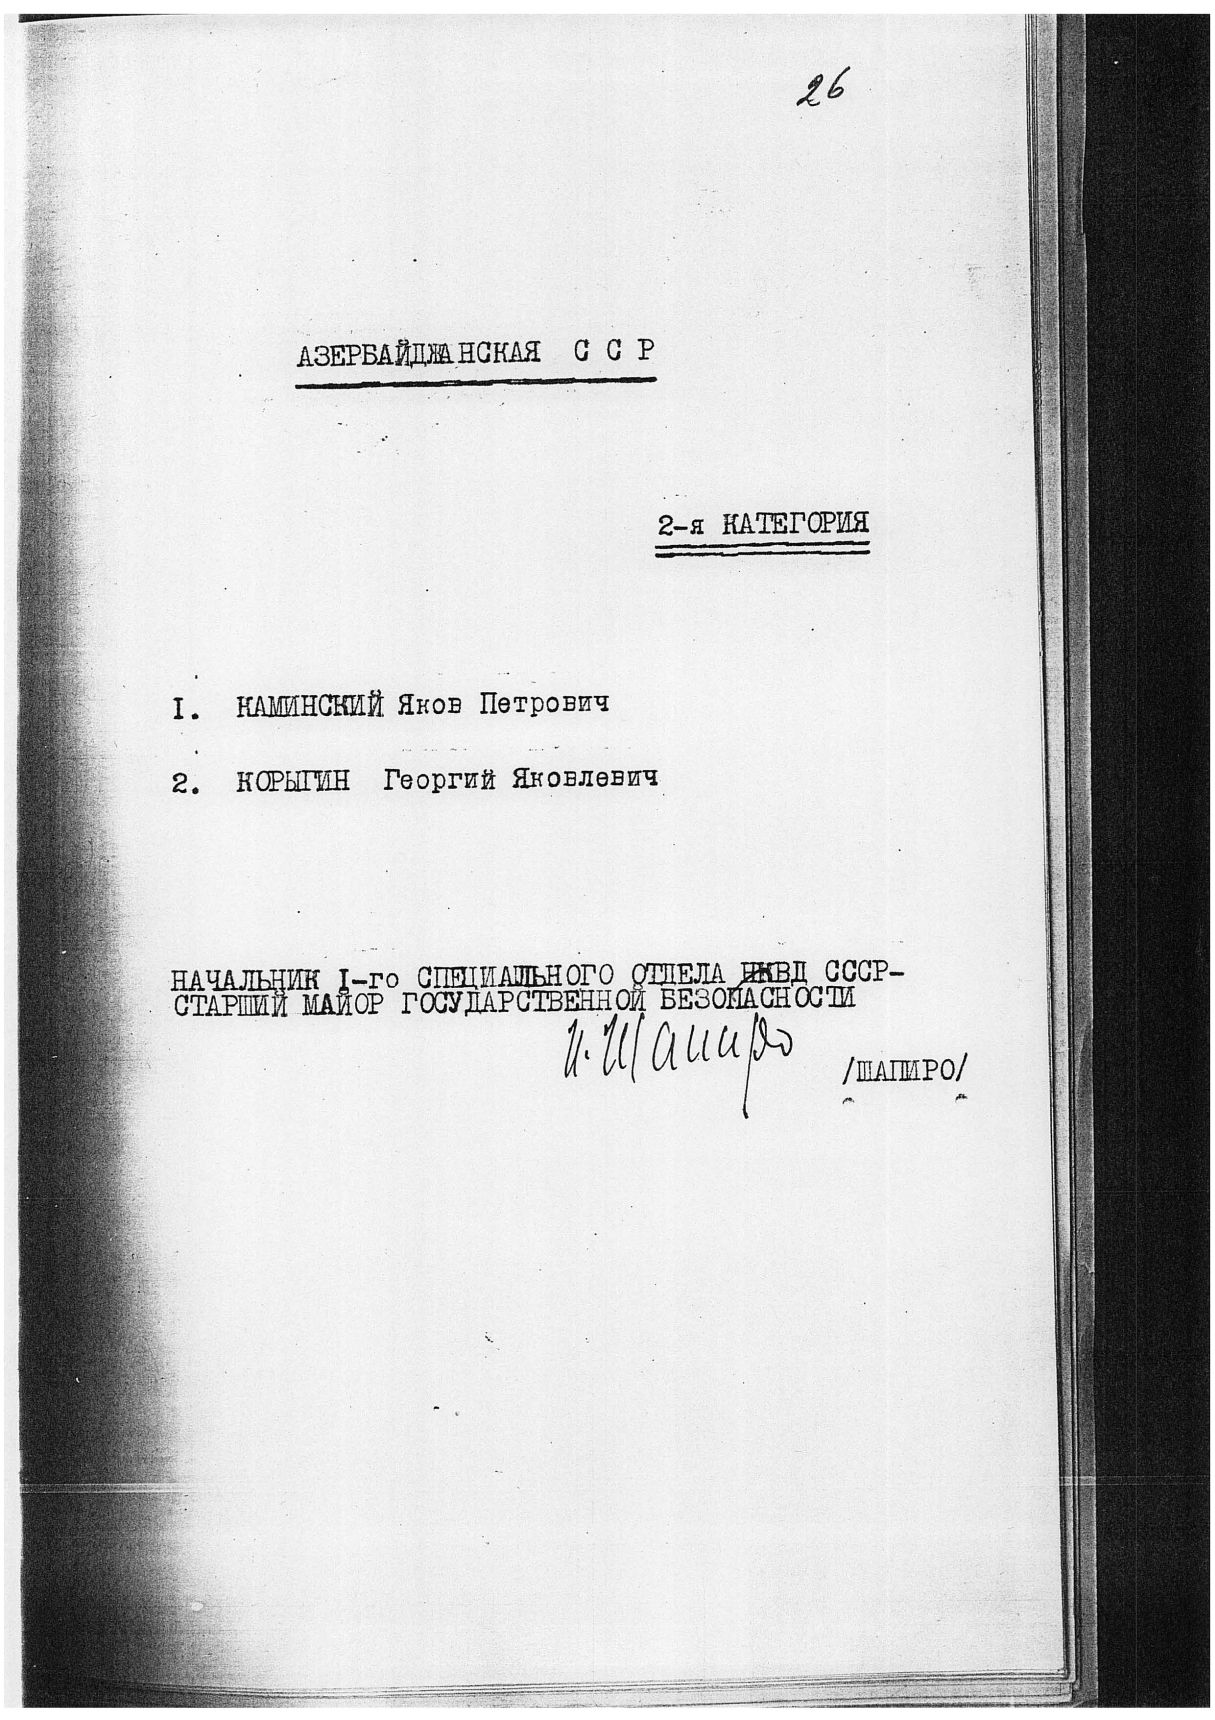 26
АЗЕРБАЙДЖАНСКАЯ С С Р
2-я КАТЕГОРИЯ
I. КАМИНСКИЙ Яков Петрович
2. КОРЫГИН Георгий Яковлевич
НАЧАЛЬНИК I-го СПЕЦИАЛЬНОГО ОТДЕЛА НКВД СССР-
СТАРШИЙ МАЙОР ГОСУДАРСТВЕННОЙ БЕЗОПАСНОСТИ
И. Шапиро
/ШАПИРО/